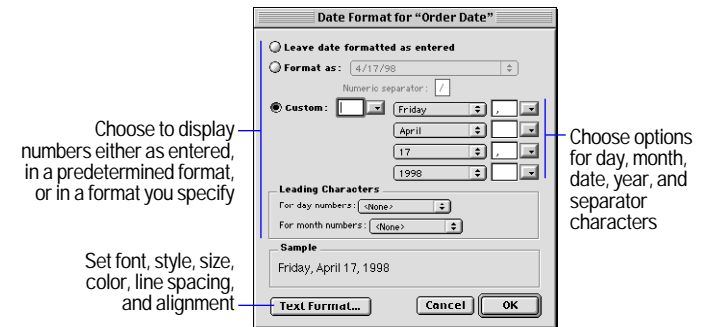 Date Format for “Order Date”
Leave date formatted as entered
Format as: 4/17/98
Numeric separator: /
Custom: Friday ,
April
17 ,
1998
Leading Characters
For day numbers: <None>
For month numbers: <None>
Sample
Friday, April 17, 1998
Text Format... Cancel OK
Choose to display
numbers either as entered,
in a predetermined format,
or in a format you specify
Set font, style, size,
color, line spacing,
and alignment
Choose options
for day, month,
date, year, and
separator
characters